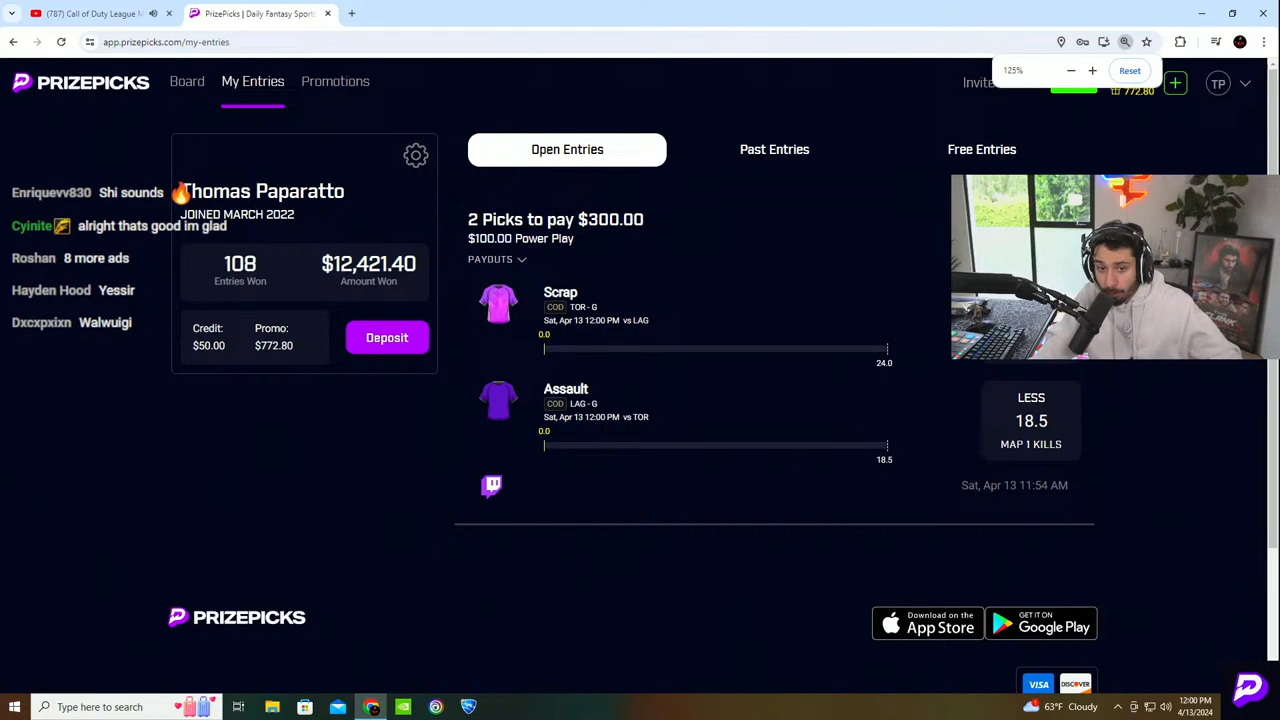 (787) Call of Duty League M
PrizePicks | Daily Fantasy Sports
app.prizepicks.com/my-entries
125%
Reset
PRIZEPICKS
Board
My Entries
Promotions
Invite
772.80
TP
Open Entries
Past Entries
Free Entries
Thomas Paparatto
JOINED MARCH 2022
108
Entries Won
$12,421.40
Amount Won
Credit:
$50.00
Promo:
$772.80
Deposit
Enriquevv830 Shi sounds
Cyinite alright thats good im glad
Roshan 8 more ads
Hayden Hood Yessir
Dxcxpxixn Walwuigi
2 Picks to pay $300.00
$100.00 Power Play
PAYOUTS
Scrap
COD TOR - G
Sat, Apr 13 12:00 PM vs LAG
0.0
24.0
Assault
COD LAG - G
Sat, Apr 13 12:00 PM vs TOR
0.0
18.5
LESS
18.5
MAP 1 KILLS
Sat, Apr 13 11:54 AM
PRIZEPICKS
Download on the
App Store
GET IT ON
Google Play
VISA
DISCOVER
Type here to search
63°F Cloudy
12:00 PM
4/13/2024